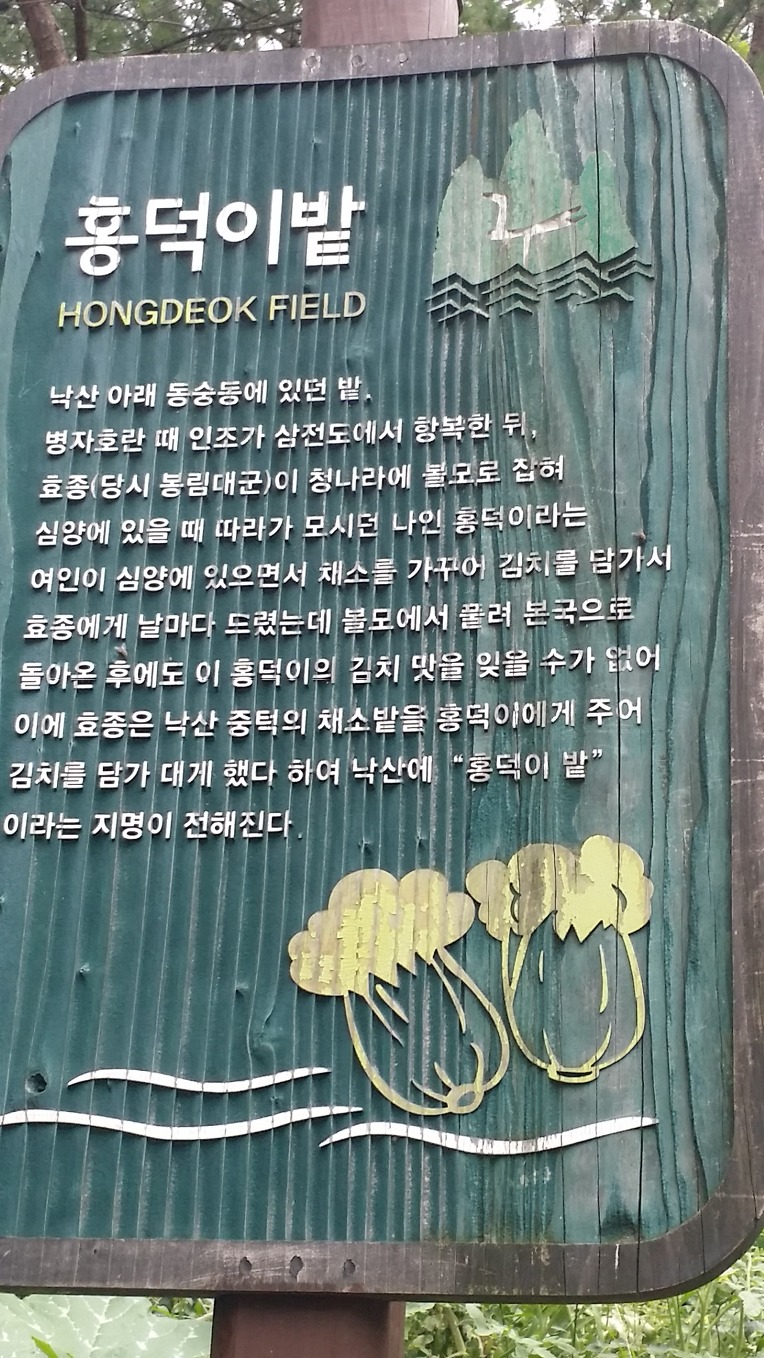 홍덕이밭
HONGDEOK FIELD
낙산 아래 동숭동에 있던 밭.
병자호란 때 인조가 삼전도에서 항복한 뒤,
효종(당시 봉림대군)이 청나라에 볼모로 잡혀
심양에 있을 때 따라가 모시던 나인 홍덕이라는
여인이 심양에 있으면서 채소를 가꾸어 김치를 담가서
효종에게 날마다 드렸는데 볼모에서 풀려 본국으로
돌아온 후에도 이 홍덕이의 김치 맛을 잊을 수가 없어
이에 효종은 낙산 중턱의 채소밭을 홍덕이에게 주어
김치를 담가 대게 했다 하여 낙산에 “홍덕이 밭”
이라는 지명이 전해진다.